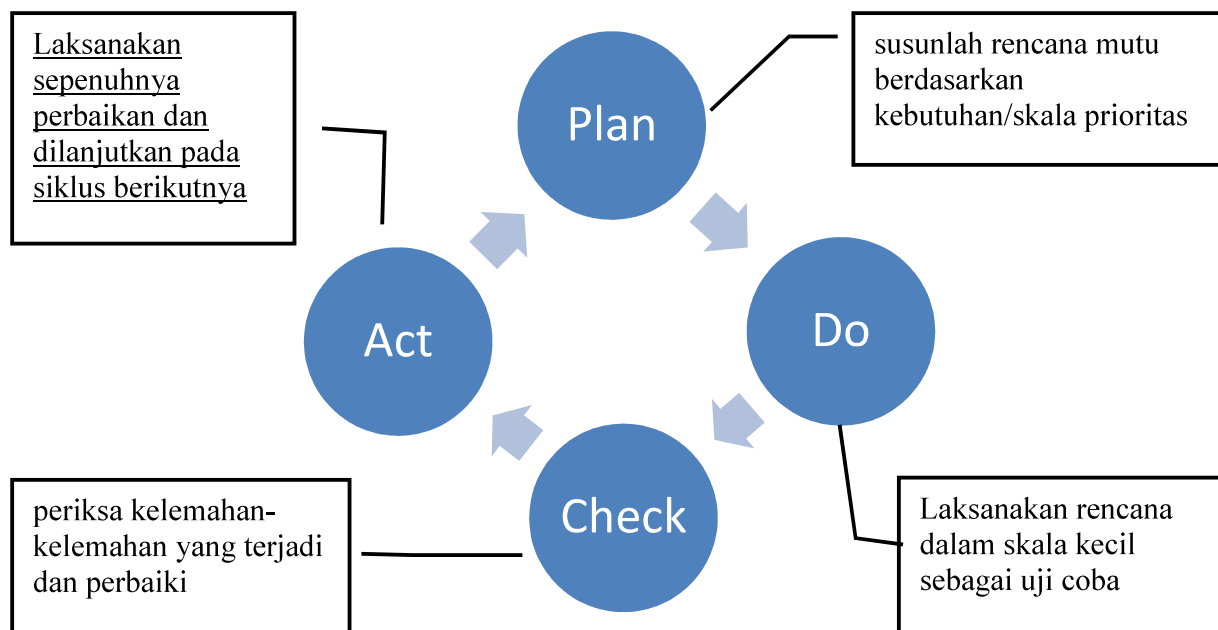 Laksanakan
sepenuhnya
perbaikan dan
dilanjutkan pada
siklus berikutnya
Plan
susunlah rencana mutu
berdasarkan
kebutuhan/skala prioritas
Act
Do
periksa kelemahan-
kelemahan yang terjadi
dan perbaiki
Check
Laksanakan rencana
dalam skala kecil
sebagai uji coba